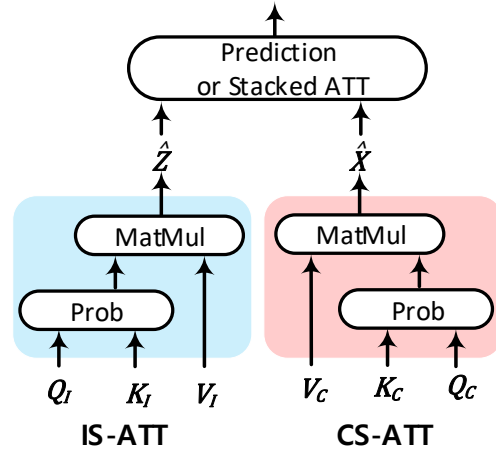 Prediction
or Stacked ATT
Ẑ X̂
MatMul MatMul
Prob Prob
Q_I K_I V_I V_C K_C Q_C
IS-ATT CS-ATT